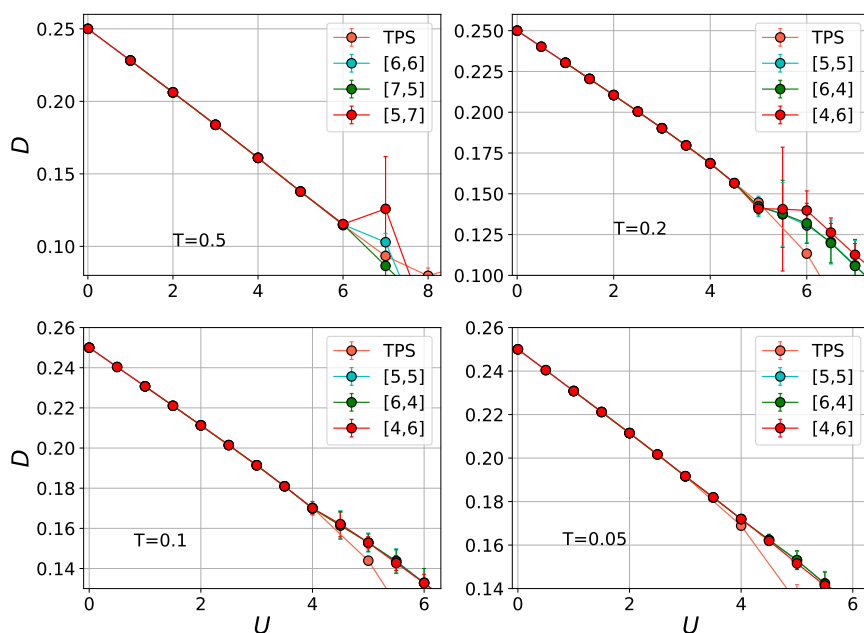 0.25
0.20
0.15
0.10
D
T=0.5
TPS
[6,6]
[7,5]
[5,7]
0 2 4 6 8
0.250
0.225
0.200
0.175
0.150
0.125
0.100
T=0.2
TPS
[5,5]
[6,4]
[4,6]
0 2 4 6
0.26
0.24
0.22
0.20
0.18
0.16
0.14
D
T=0.1
TPS
[5,5]
[6,4]
[4,6]
0 2 4 6
U
0.26
0.24
0.22
0.20
0.18
0.16
0.14
T=0.05
TPS
[5,5]
[6,4]
[4,6]
0 2 4 6
U